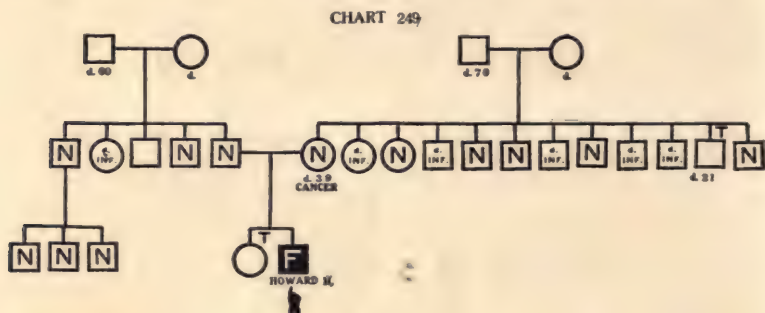 CHART 249
d. 60 d. d. 70 d.
N d. INF. N N N d. INF. N d. INF. N N d. INF. N d. INF. d. INF. T N
d. 39 d. 21
CANCER
N N N T F
HOWARD H.